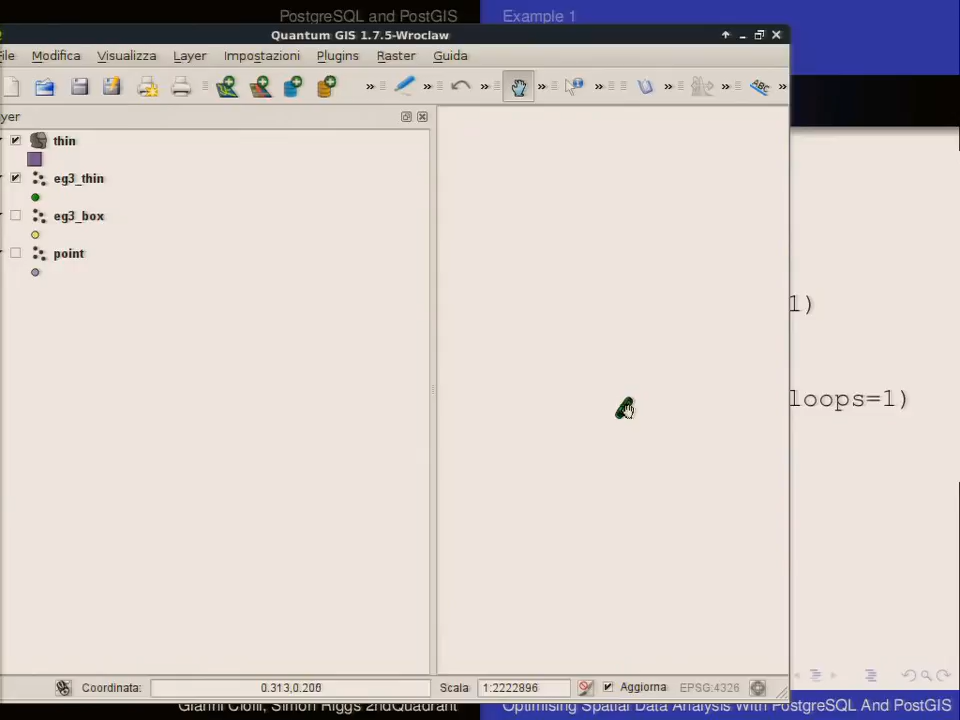 PostgreSQL and PostGIS Example 1
Quantum GIS 1.7.5-Wroclaw
ile Modifica Visualizza Layer Impostazioni Plugins Raster Guida
» » » » » » » ABC »
yer
thin
eg3_thin
eg3_box
point
1)
loops=1)
Coordinata: 0.313,0.206 Scala 1:2222896 Aggiorna EPSG:4326
Gianni Ciolli, Simon Riggs 2ndQuadrant Optimising Spatial Data Analysis With PostgreSQL And PostGIS